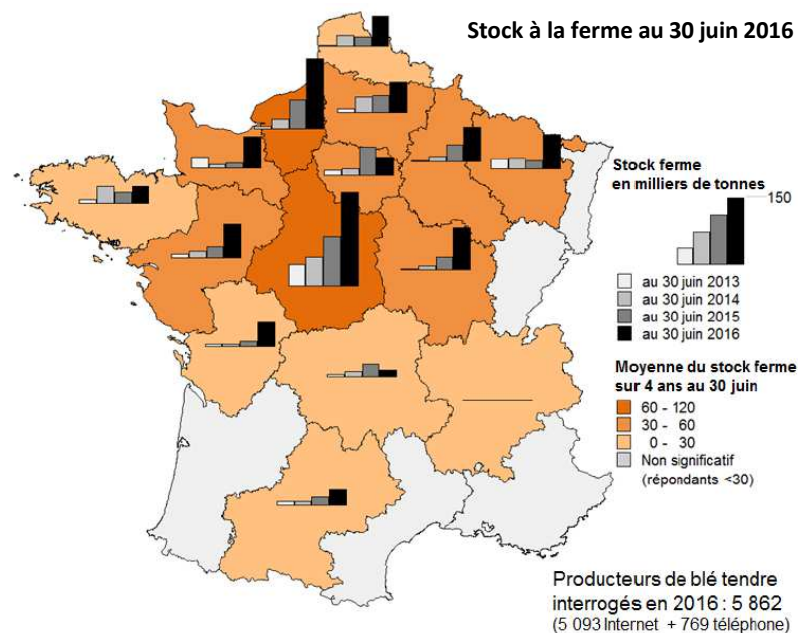 Stock à la ferme au 30 juin 2016
Stock ferme
en milliers de tonnes
150
au 30 juin 2013
au 30 juin 2014
au 30 juin 2015
au 30 juin 2016
Moyenne du stock ferme
sur 4 ans au 30 juin
60 - 120
30 - 60
0 - 30
Non significatif
(répondants <30)
Producteurs de blé tendre
interrogés en 2016 : 5 862
(5 093 Internet + 769 téléphone)